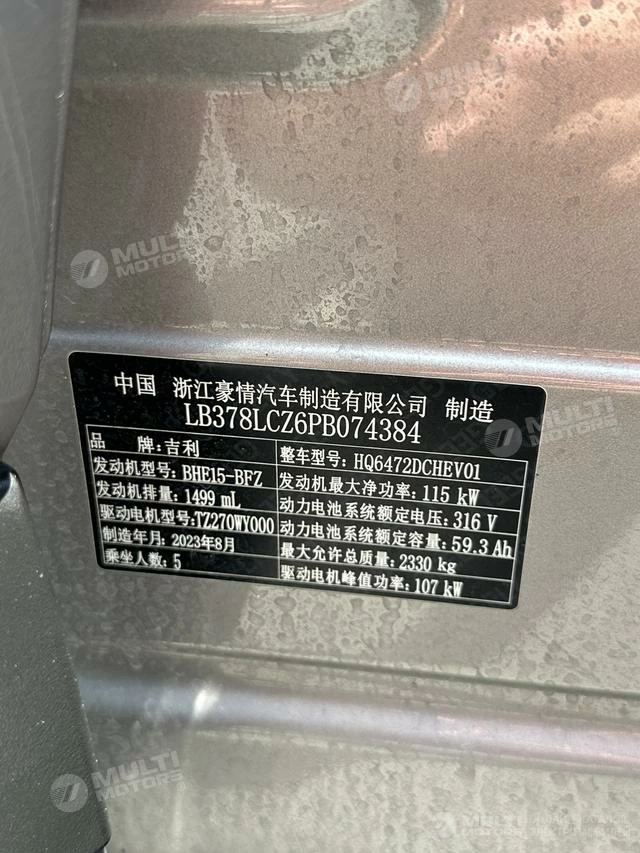 MULTI
MOTORS
MULTI
MOTORS
中国 浙江豪情汽车制造有限公司 制造
LB378LCZ6PB074384
品 牌:吉利 整车型号: HQ6472DCHEV01
发动机型号: BHE15-BFZ 发动机最大净功率: 115 kW
发动机排量: 1499 mL 动力电池系统额定电压: 316 V
驱动电机型号:TZ270WY000 动力电池系统额定容量: 59.3 Ah
制造年月: 2023年8月 最大允许总质量: 2330 kg
乘坐人数: 5 驱动电机峰值功率: 107 kW
MULTI
MOTORS
MULTI
MOTORS